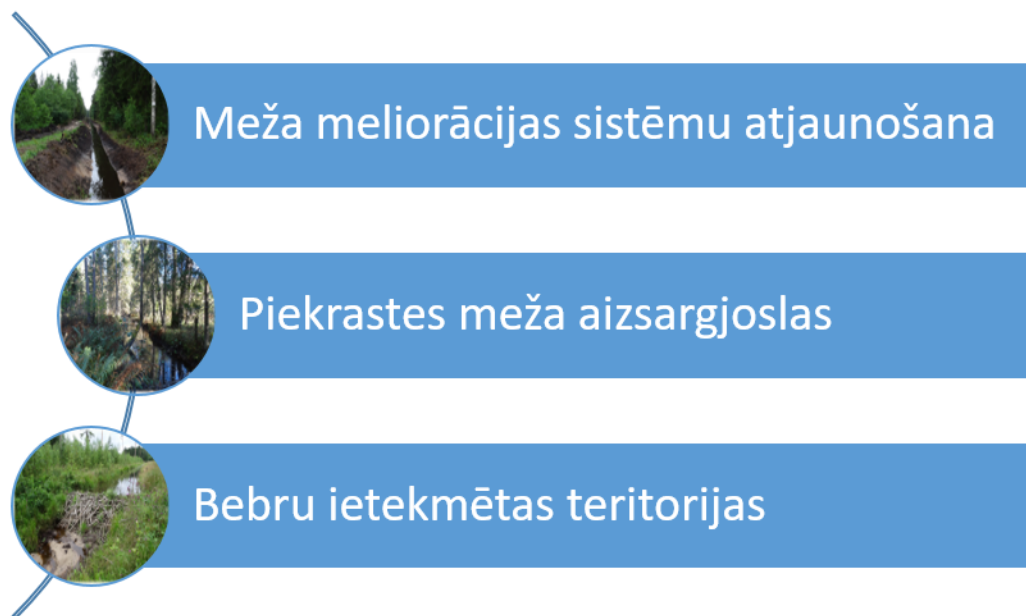 Meža meliorācijas sistēmu atjaunošana
Piekrastes meža aizsargjoslas
Bebru ietekmētas teritorijas